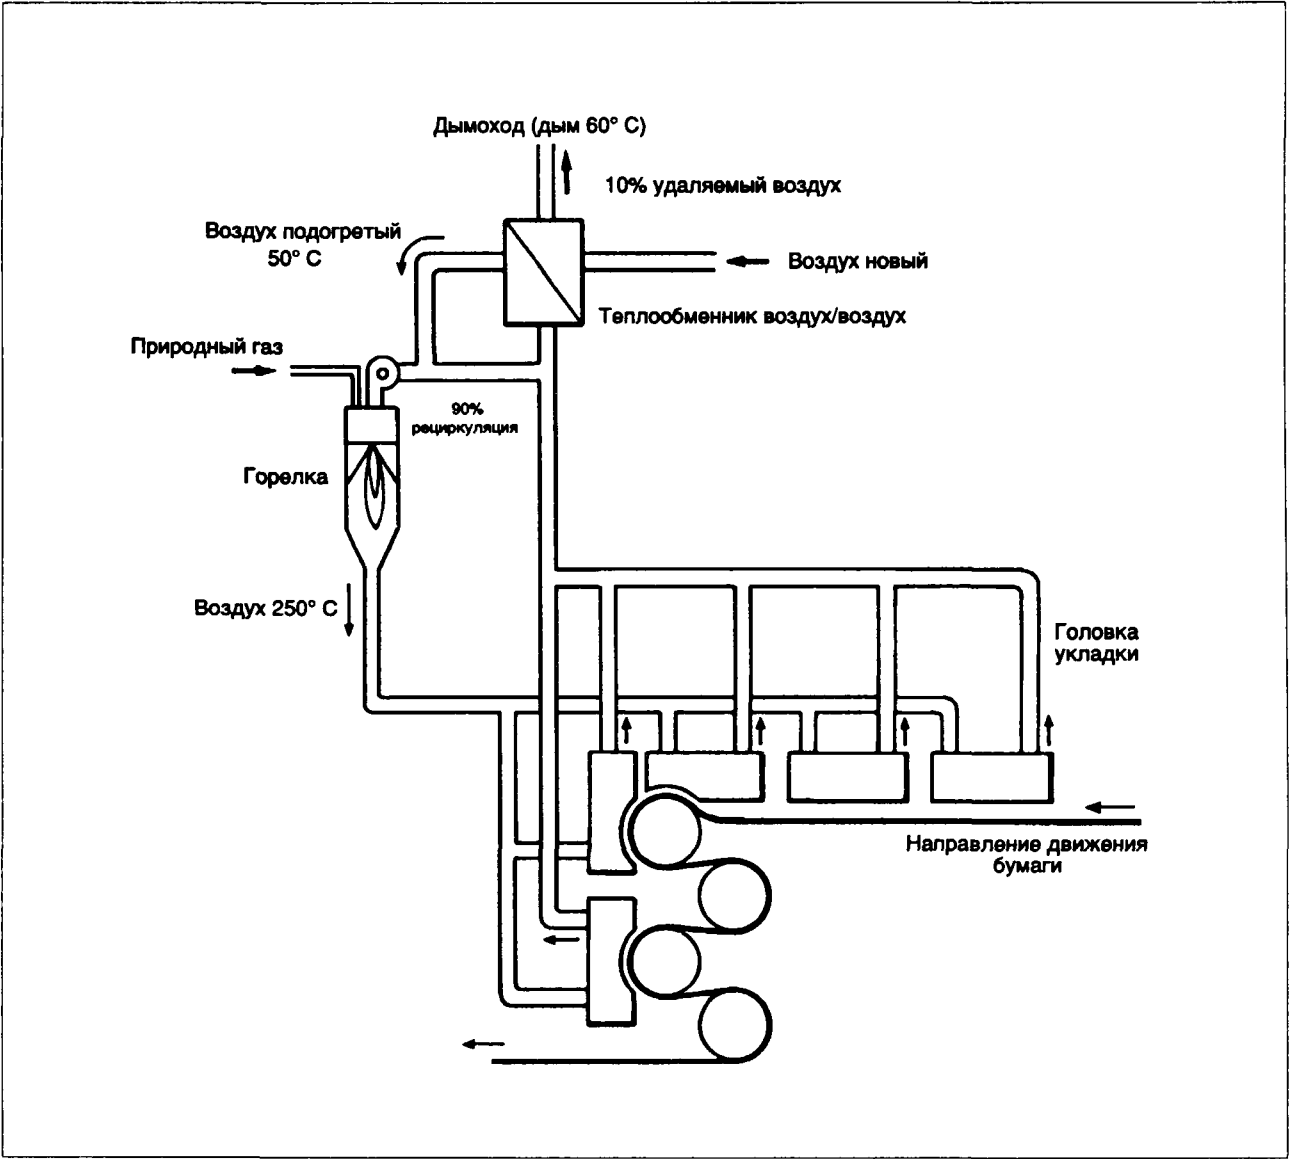 Дымоход (дым 60° С)
10% удаляемый воздух
Воздух подогретый
50° С
Воздух новый
Теплообменник воздух/воздух
Природный газ
90%
рециркуляция
Горелка
Воздух 250° С
Головка
укладки
Направление движения
бумаги